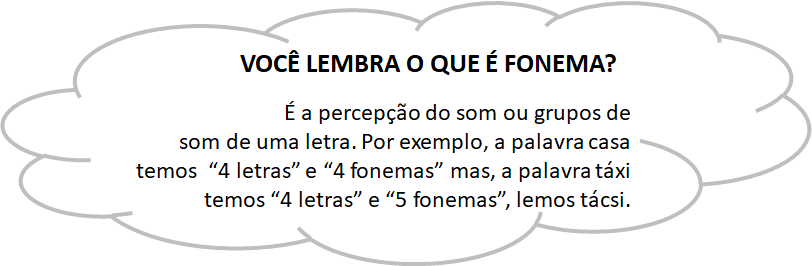 VOCÊ LEMBRA O QUE É FONEMA?
É a percepção do som ou grupos de
som de uma letra. Por exemplo, a palavra casa
temos “4 letras” e “4 fonemas” mas, a palavra táxi
temos “4 letras” e “5 fonemas”, lemos tácsi.